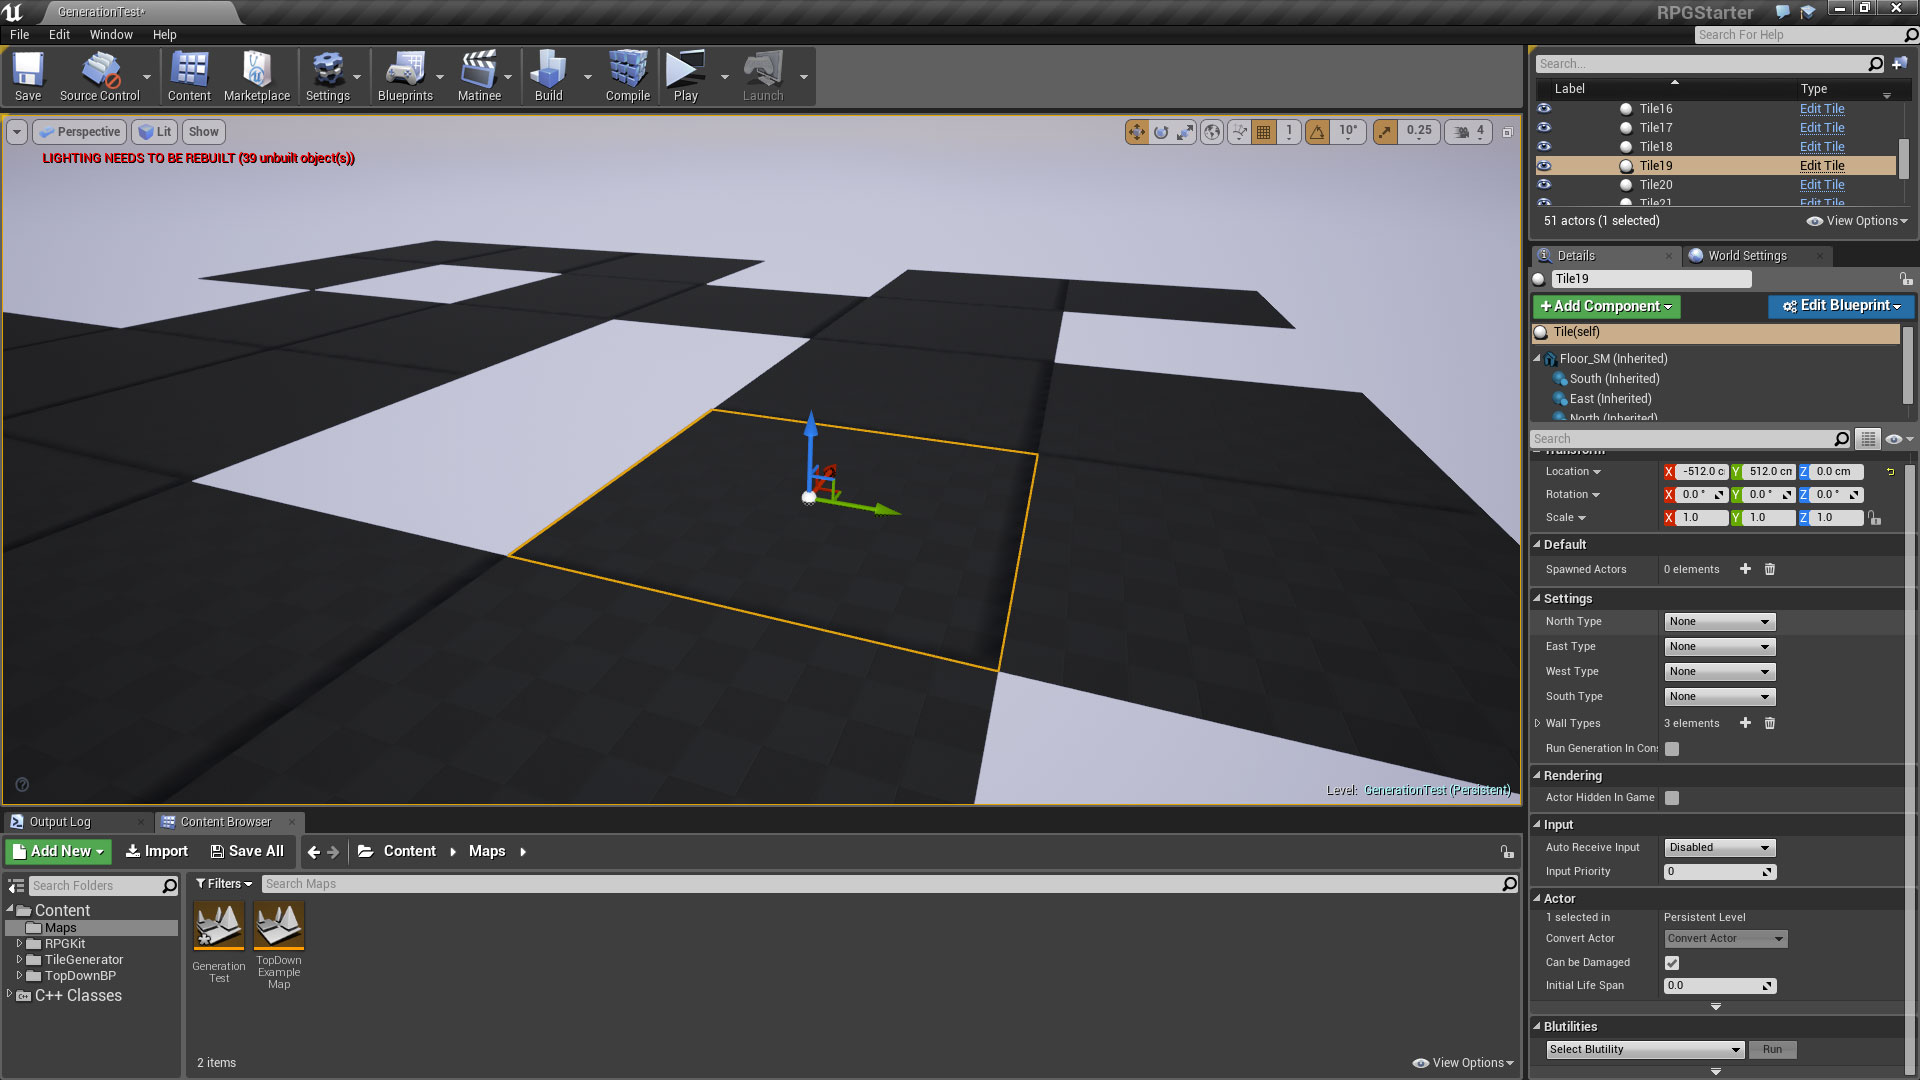 GenerationTest*
RPGStarter
File Edit Window Help
Search For Help
Save
Source Control
Content
Marketplace
Settings
Blueprints
Matinee
Build
Compile
Play
Launch
Perspective
Lit
Show
1
10°
0.25
4
LIGHTING NEEDS TO BE REBUILT (39 unbuilt object(s))
Level: GenerationTest (Persistent)
Search...
Label Type
Tile16 Edit Tile
Tile17 Edit Tile
Tile18 Edit Tile
Tile19 Edit Tile
Tile20 Edit Tile
Tile21 Edit Tile
51 actors (1 selected)
View Options
Details
World Settings
Tile19
+ Add Component
Edit Blueprint
Tile(self)
Floor_SM (Inherited)
South (Inherited)
East (Inherited)
North (Inherited)
Search
Transform
Location X -512.0 c Y 512.0 cm Z 0.0 cm
Rotation X 0.0 ° Y 0.0 ° Z 0.0 °
Scale X 1.0 Y 1.0 Z 1.0
Default
Spawned Actors 0 elements
Settings
North Type None
East Type None
West Type None
South Type None
Wall Types 3 elements
Run Generation In Cons
Rendering
Actor Hidden In Game
Input
Auto Receive Input Disabled
Input Priority 0
Actor
1 selected in Persistent Level
Convert Actor Convert Actor
Can be Damaged
Initial Life Span 0.0
Blutilities
Select Blutility Run
Output Log
Content Browser
Add New
Import
Save All
Content
Maps
Search Folders
Filters
Search Maps
Content
Maps
RPGKit
TileGenerator
TopDownBP
C++ Classes
Generation
Test
TopDown
Example
Map
2 items
View Options